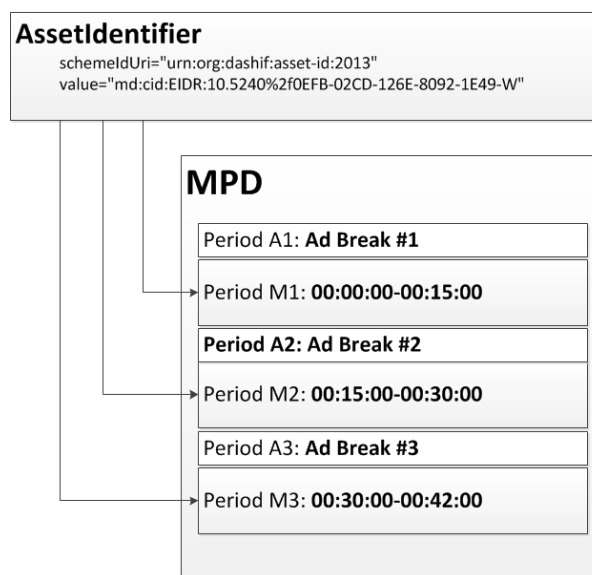 AssetIdentifier
schemeIdUri="urn:org:dashif:asset-id:2013"
value="md:cid:EIDR:10.5240%2f0EFB-02CD-126E-8092-1E49-W"
MPD
Period A1: Ad Break #1
Period M1: 00:00:00-00:15:00
Period A2: Ad Break #2
Period M2: 00:15:00-00:30:00
Period A3: Ad Break #3
Period M3: 00:30:00-00:42:00